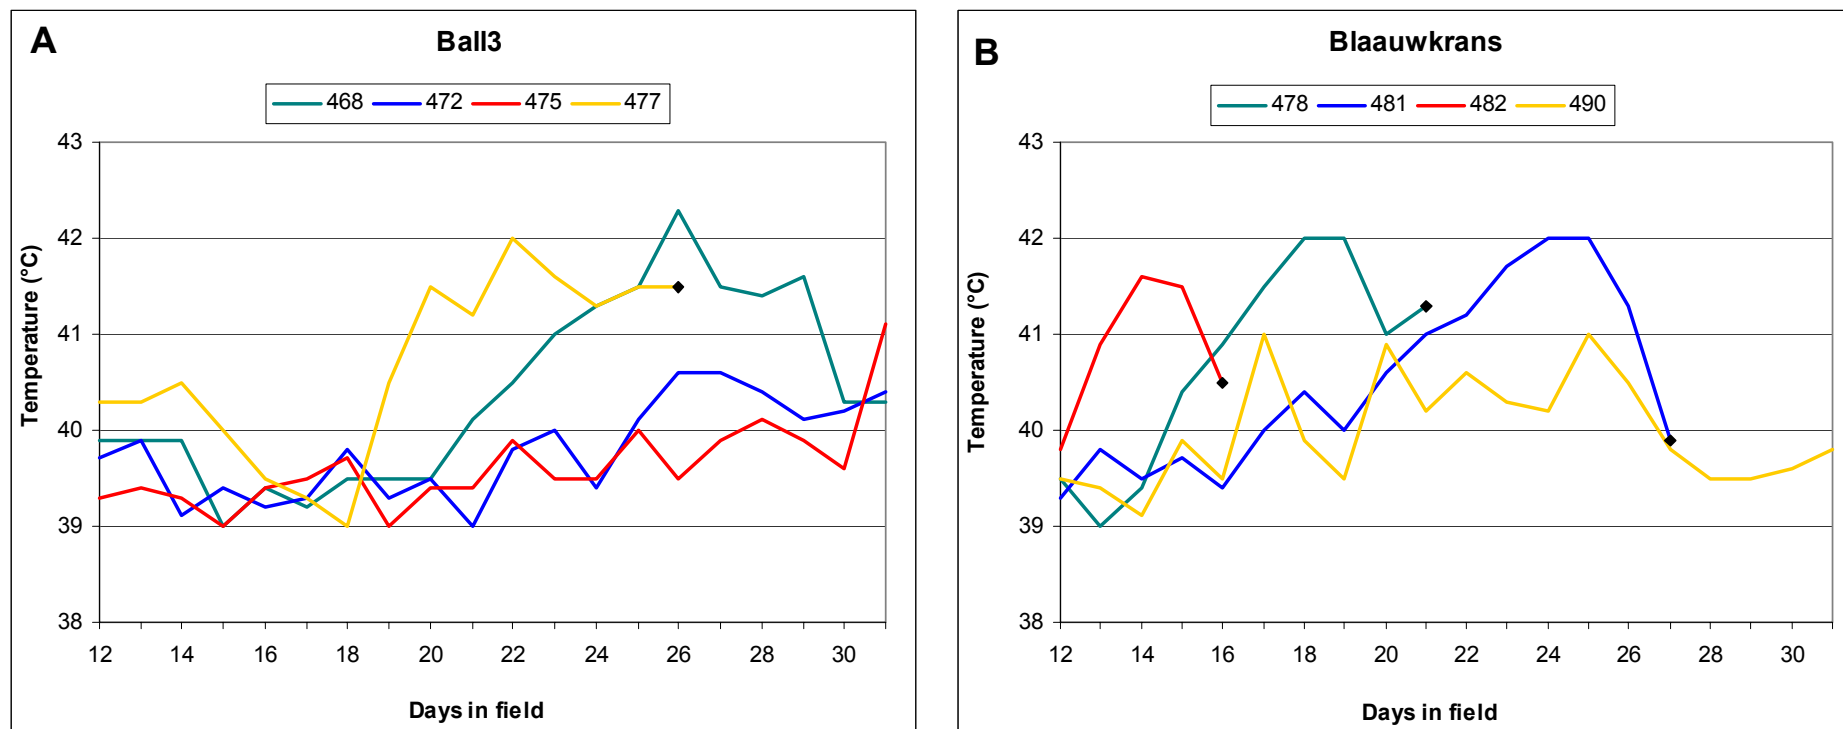 A
Ball3
468 472 475 477
43
42
41
40
39
38
Temperature (°C)
12 14 16 18 20 22 24 26 28 30
Days in field
B
Blaauwkrans
478 481 482 490
43
42
41
40
39
38
Temperature (°C)
12 14 16 18 20 22 24 26 28 30
Days in field